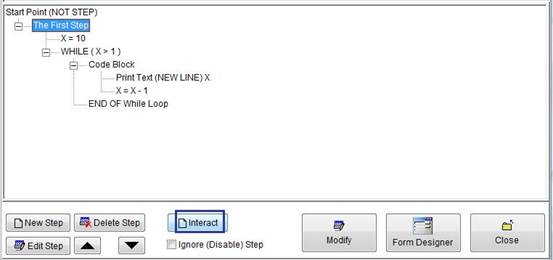 Start Point (NOT STEP)
The First Step
X = 10
WHILE ( X > 1 )
Code Block
Print Text (NEW LINE) X
X = X - 1
END OF While Loop
New Step
Delete Step
Interact
Edit Step
Ignore (Disable) Step
Modify
Form Designer
Close